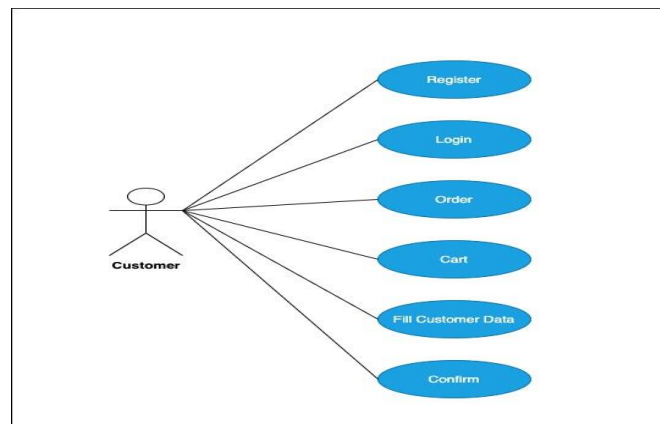 Register
Login
Order
Cart
Customer
Fill Customer Data
Confirm